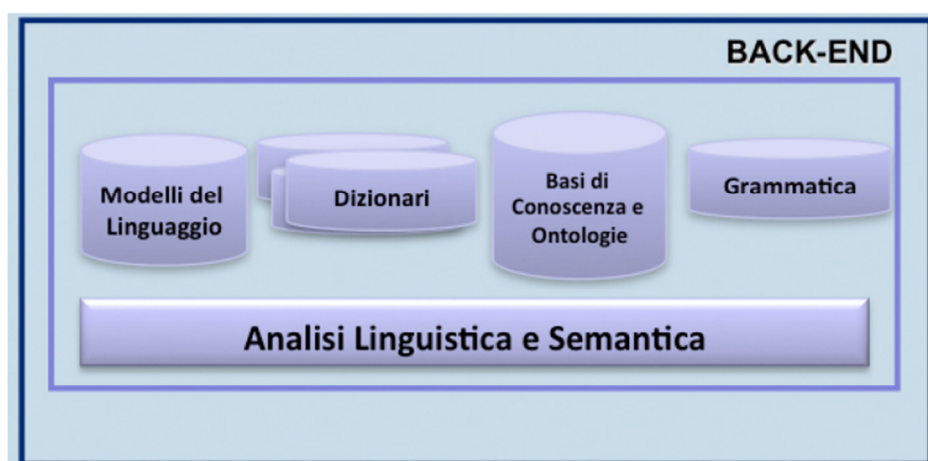 BACK-END
Modelli del
Linguaggio
Dizionari
Basi di
Conoscenza e
Ontologie
Grammatica
Analisi Linguistica e Semantica